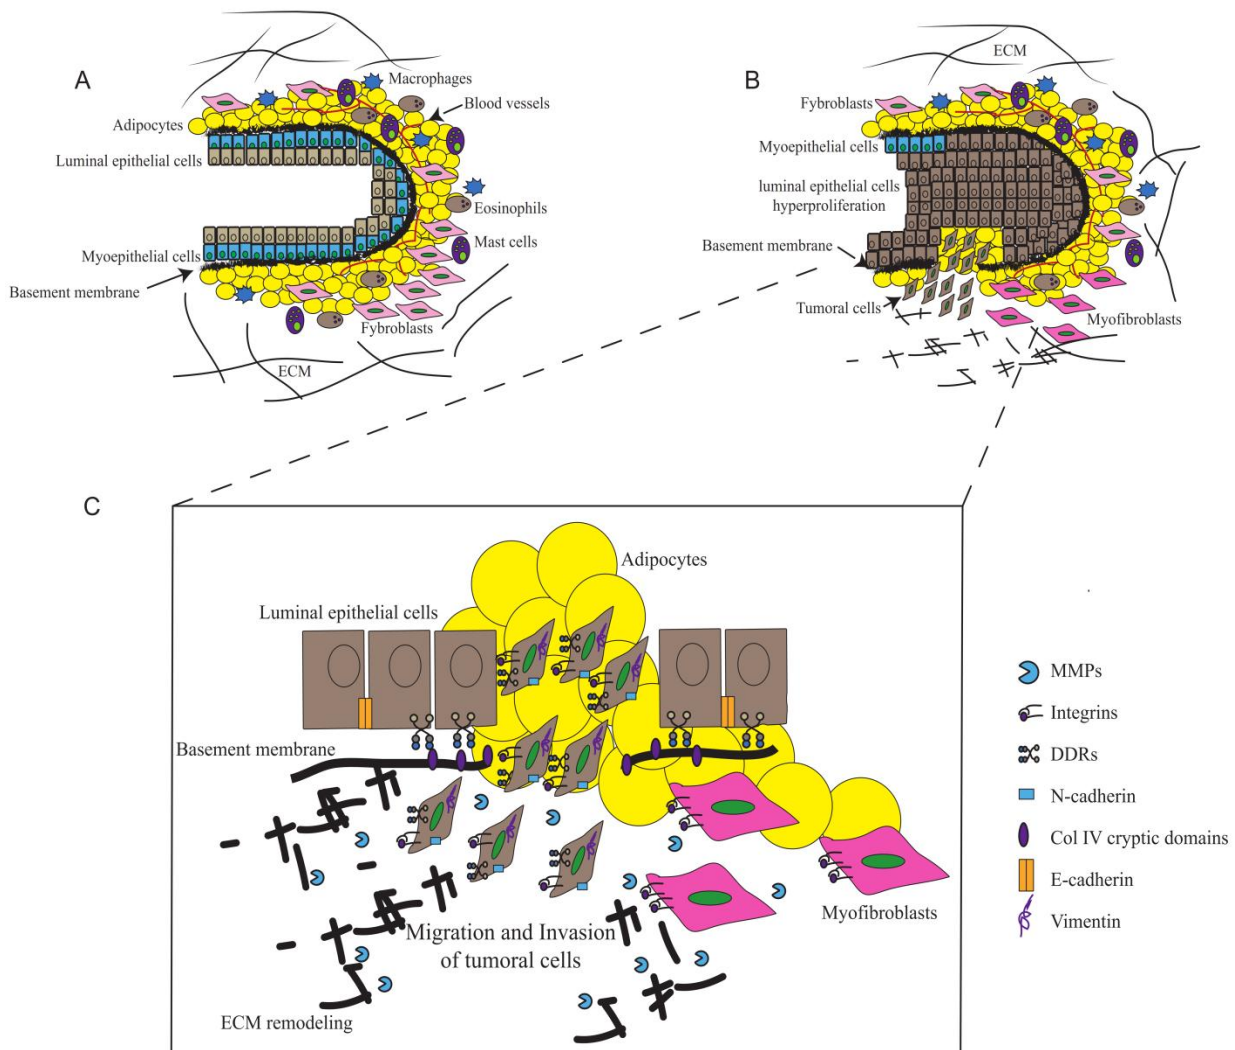 A
Macrophages
Blood vessels
Adipocytes
Luminal epithelial cells
Eosinophils
Mast cells
Myoepithelial cells
Basement membrane
Fybroblasts
ECM
B
ECM
Fybroblasts
Myoepithelial cells
luminal epithelial cells
hyperproliferation
Basement membrane
Tumoral cells
Myofibroblasts
C
Adipocytes
Luminal epithelial cells
Basement membrane
Myofibroblasts
Migration and Invasion
of tumoral cells
ECM remodeling
MMPs
Integrins
DDRs
N-cadherin
Col IV cryptic domains
E-cadherin
Vimentin